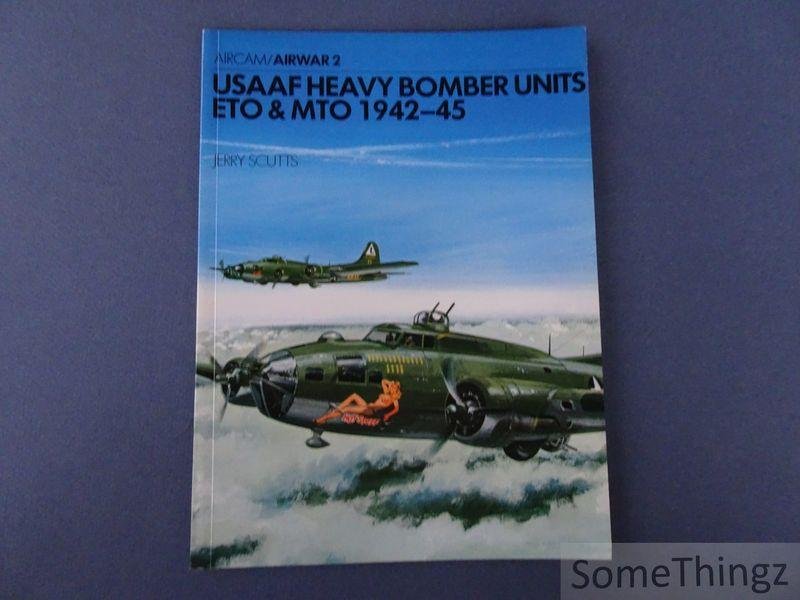 AIRCAM/AIRWAR 2
USAAF HEAVY BOMBER UNITS
ETO & MTO 1942–45
JERRY SCUTTS
SomeThingz